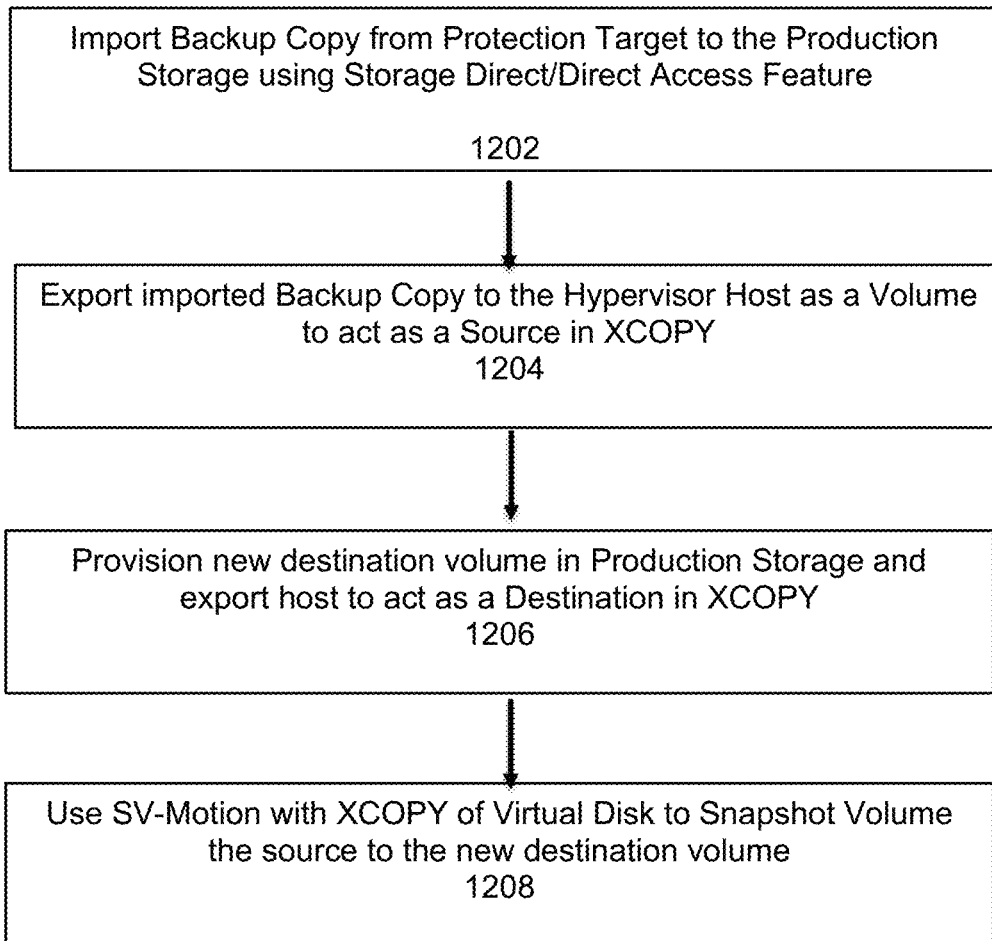 Import Backup Copy from Protection Target to the Production
Storage using Storage Direct/Direct Access Feature
1202
Export imported Backup Copy to the Hypervisor Host as a Volume
to act as a Source in XCOPY
1204
Provision new destination volume in Production Storage and
export host to act as a Destination in XCOPY
1206
Use SV-Motion with XCOPY of Virtual Disk to Snapshot Volume
the source to the new destination volume
1208